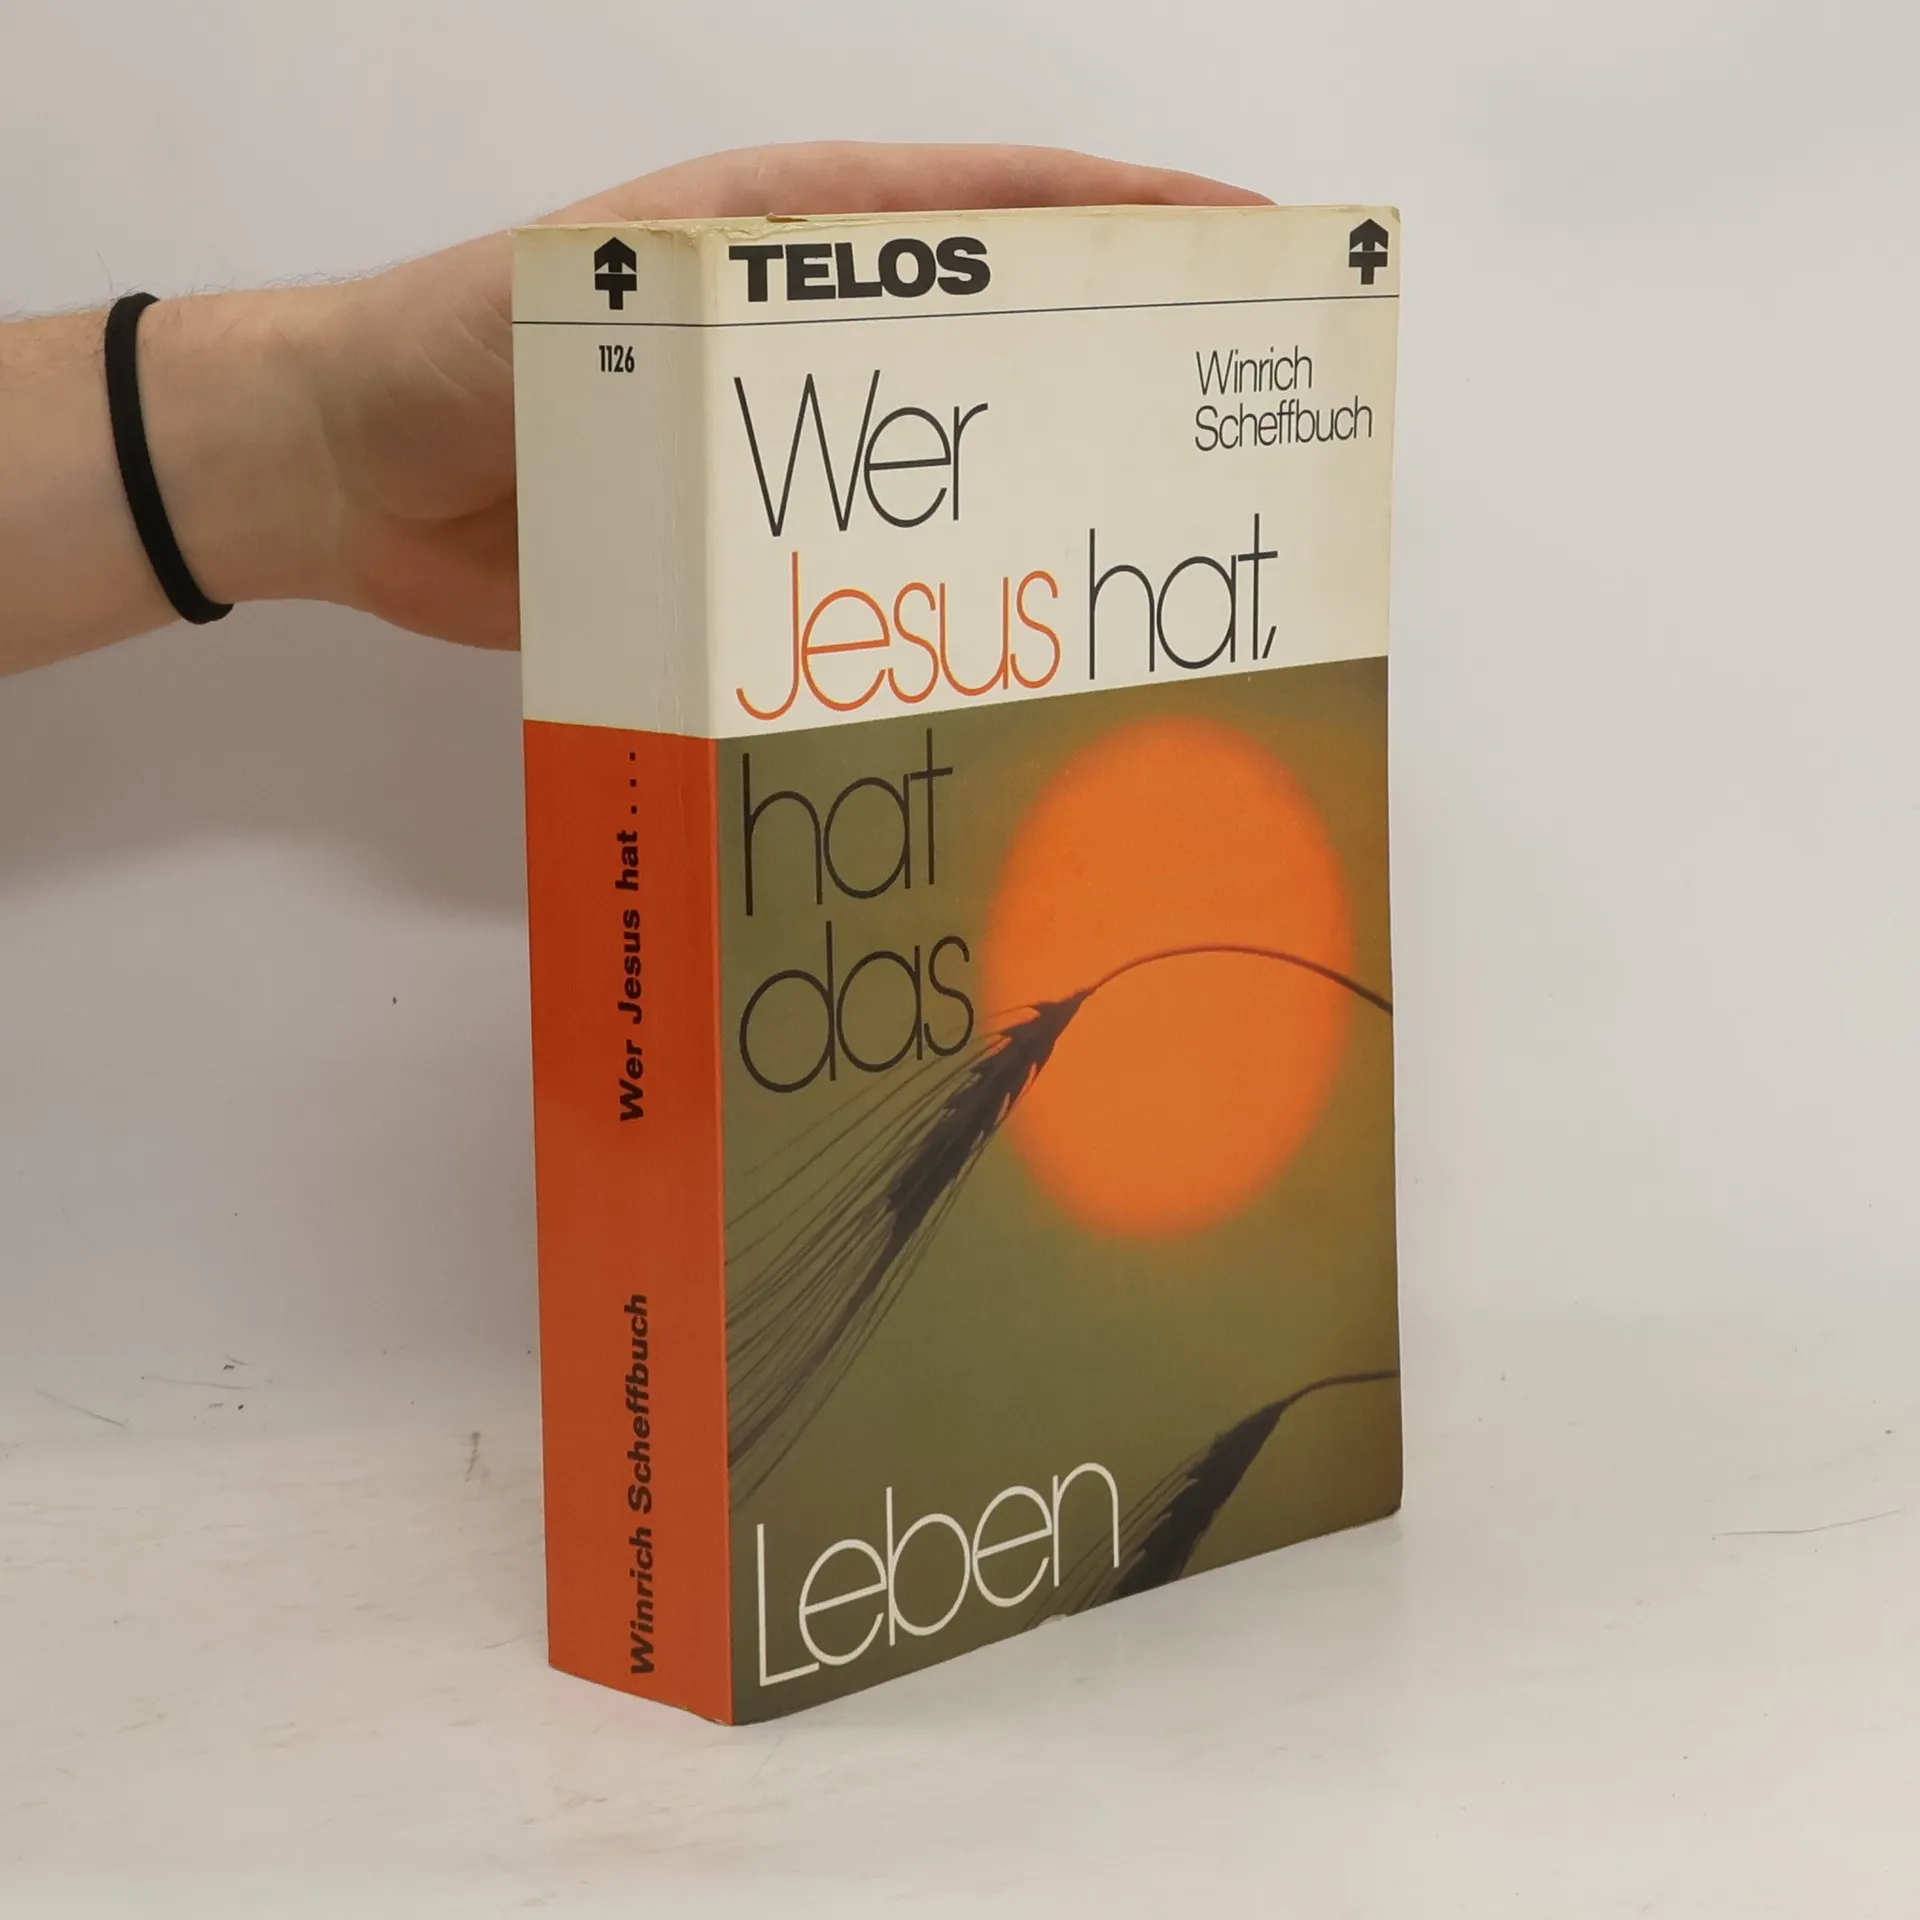 TELOS
Winrich
Scheffbuch
Wer
Jesus hat,
hat
das
Leben
1126
Wer Jesus hat...
Winrich Scheffbuch